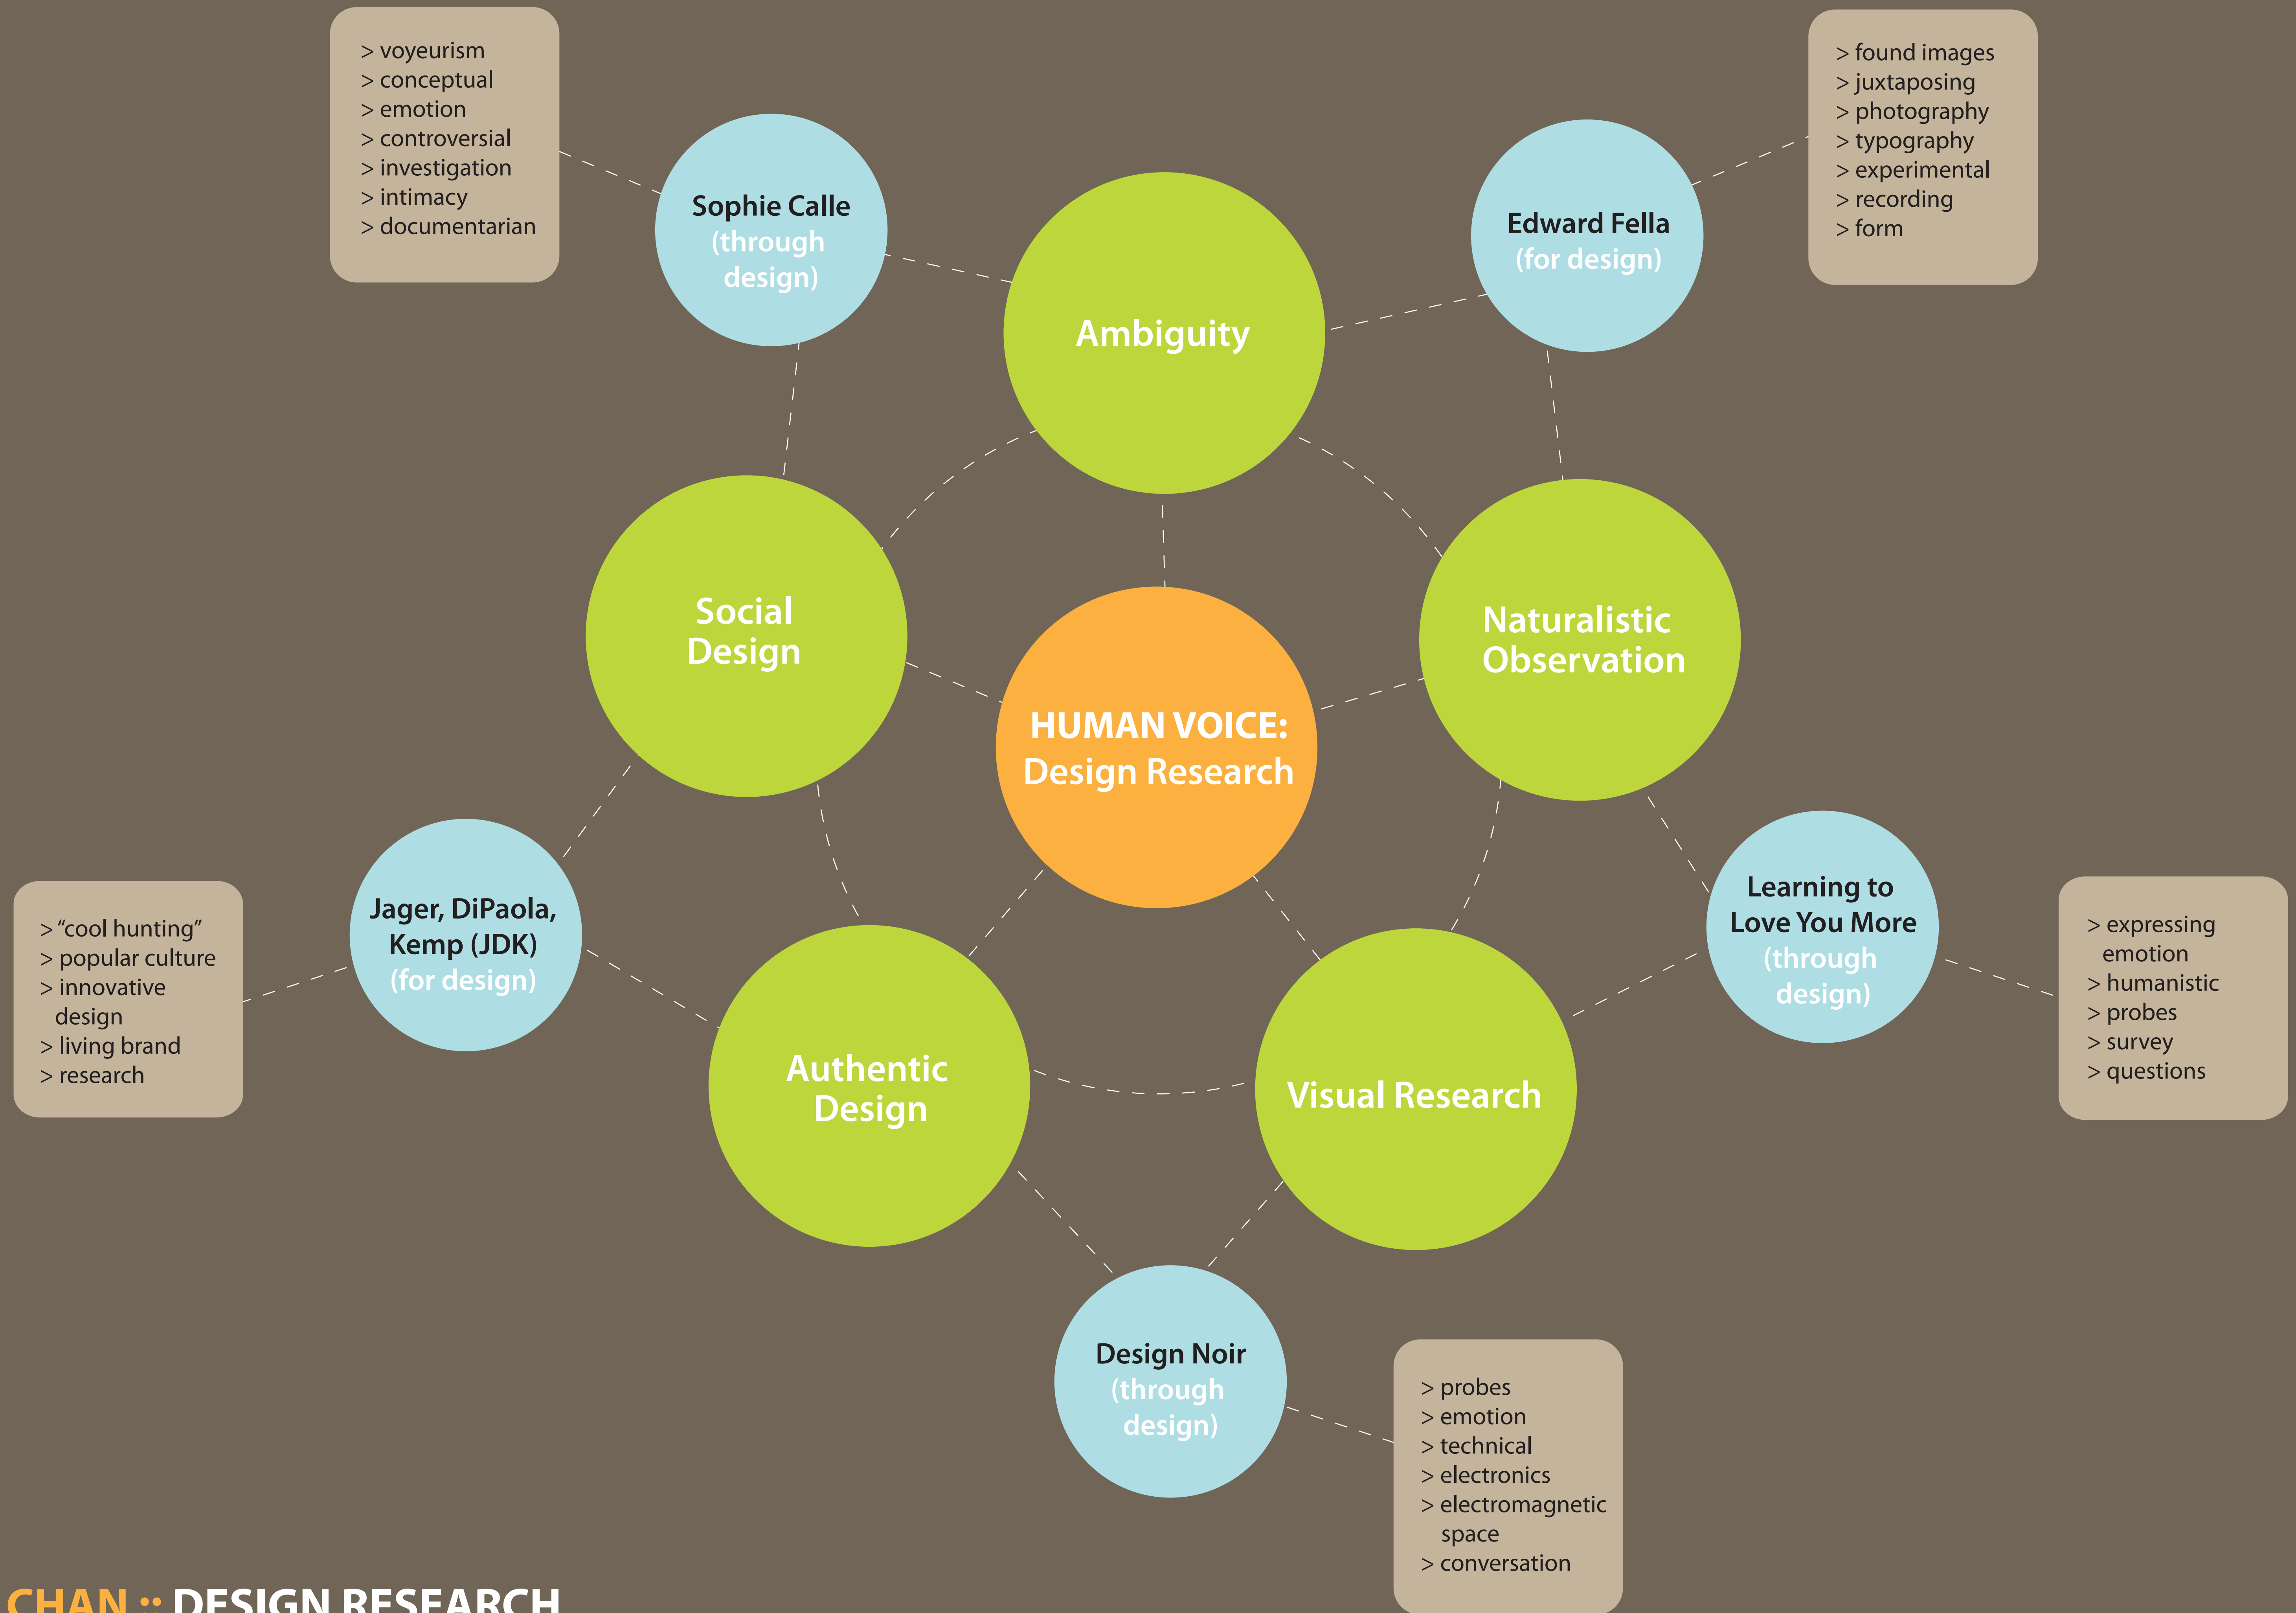 > voyeurism
> conceptual
> emotion
> controversial
> investigation
> intimacy
> documentarian
Sophie Calle
(through
design)
Ambiguity
Edward Fella
(for design)
> found images
> juxtaposing
> photography
> typography
> experimental
> recording
> form
Social
Design
Naturalistic
Observation
HUMAN VOICE:
Design Research
> “cool hunting”
> popular culture
> innovative
design
> living brand
> research
Jager, DiPaola,
Kemp (JDK)
(for design)
Learning to
Love You More
(through
design)
> expressing
emotion
> humanistic
> probes
> survey
> questions
Authentic
Design
Visual Research
Design Noir
(through
design)
> probes
> emotion
> technical
> electronics
> electromagnetic
space
> conversation
CHAN :: DESIGN RESEARCH